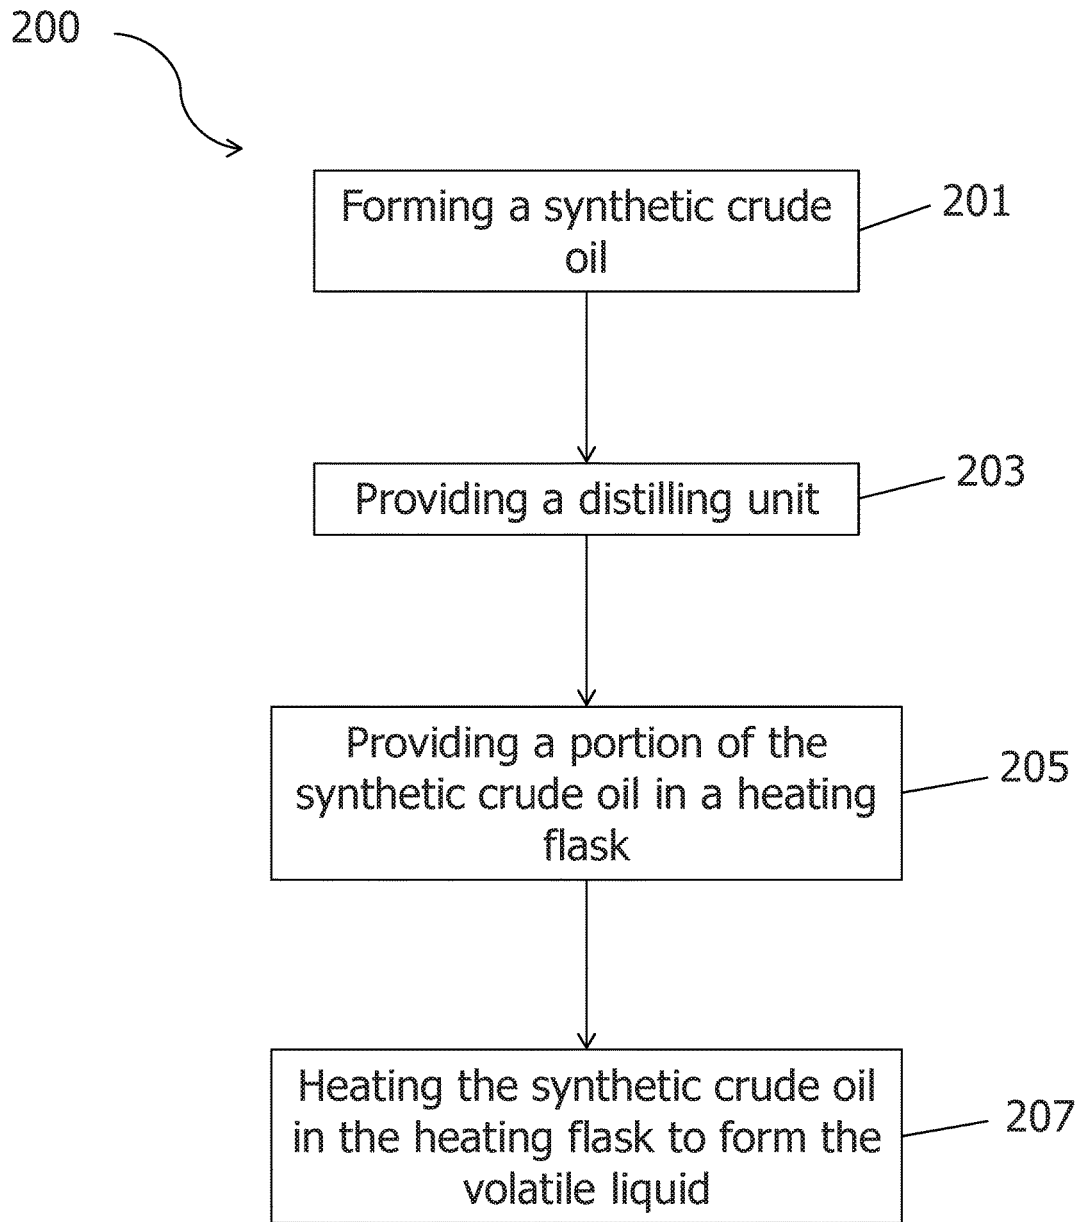 200
Forming a synthetic crude
oil
201
Providing a distilling unit
203
Providing a portion of the
synthetic crude oil in a heating
flask
205
Heating the synthetic crude oil
in the heating flask to form the
volatile liquid
207